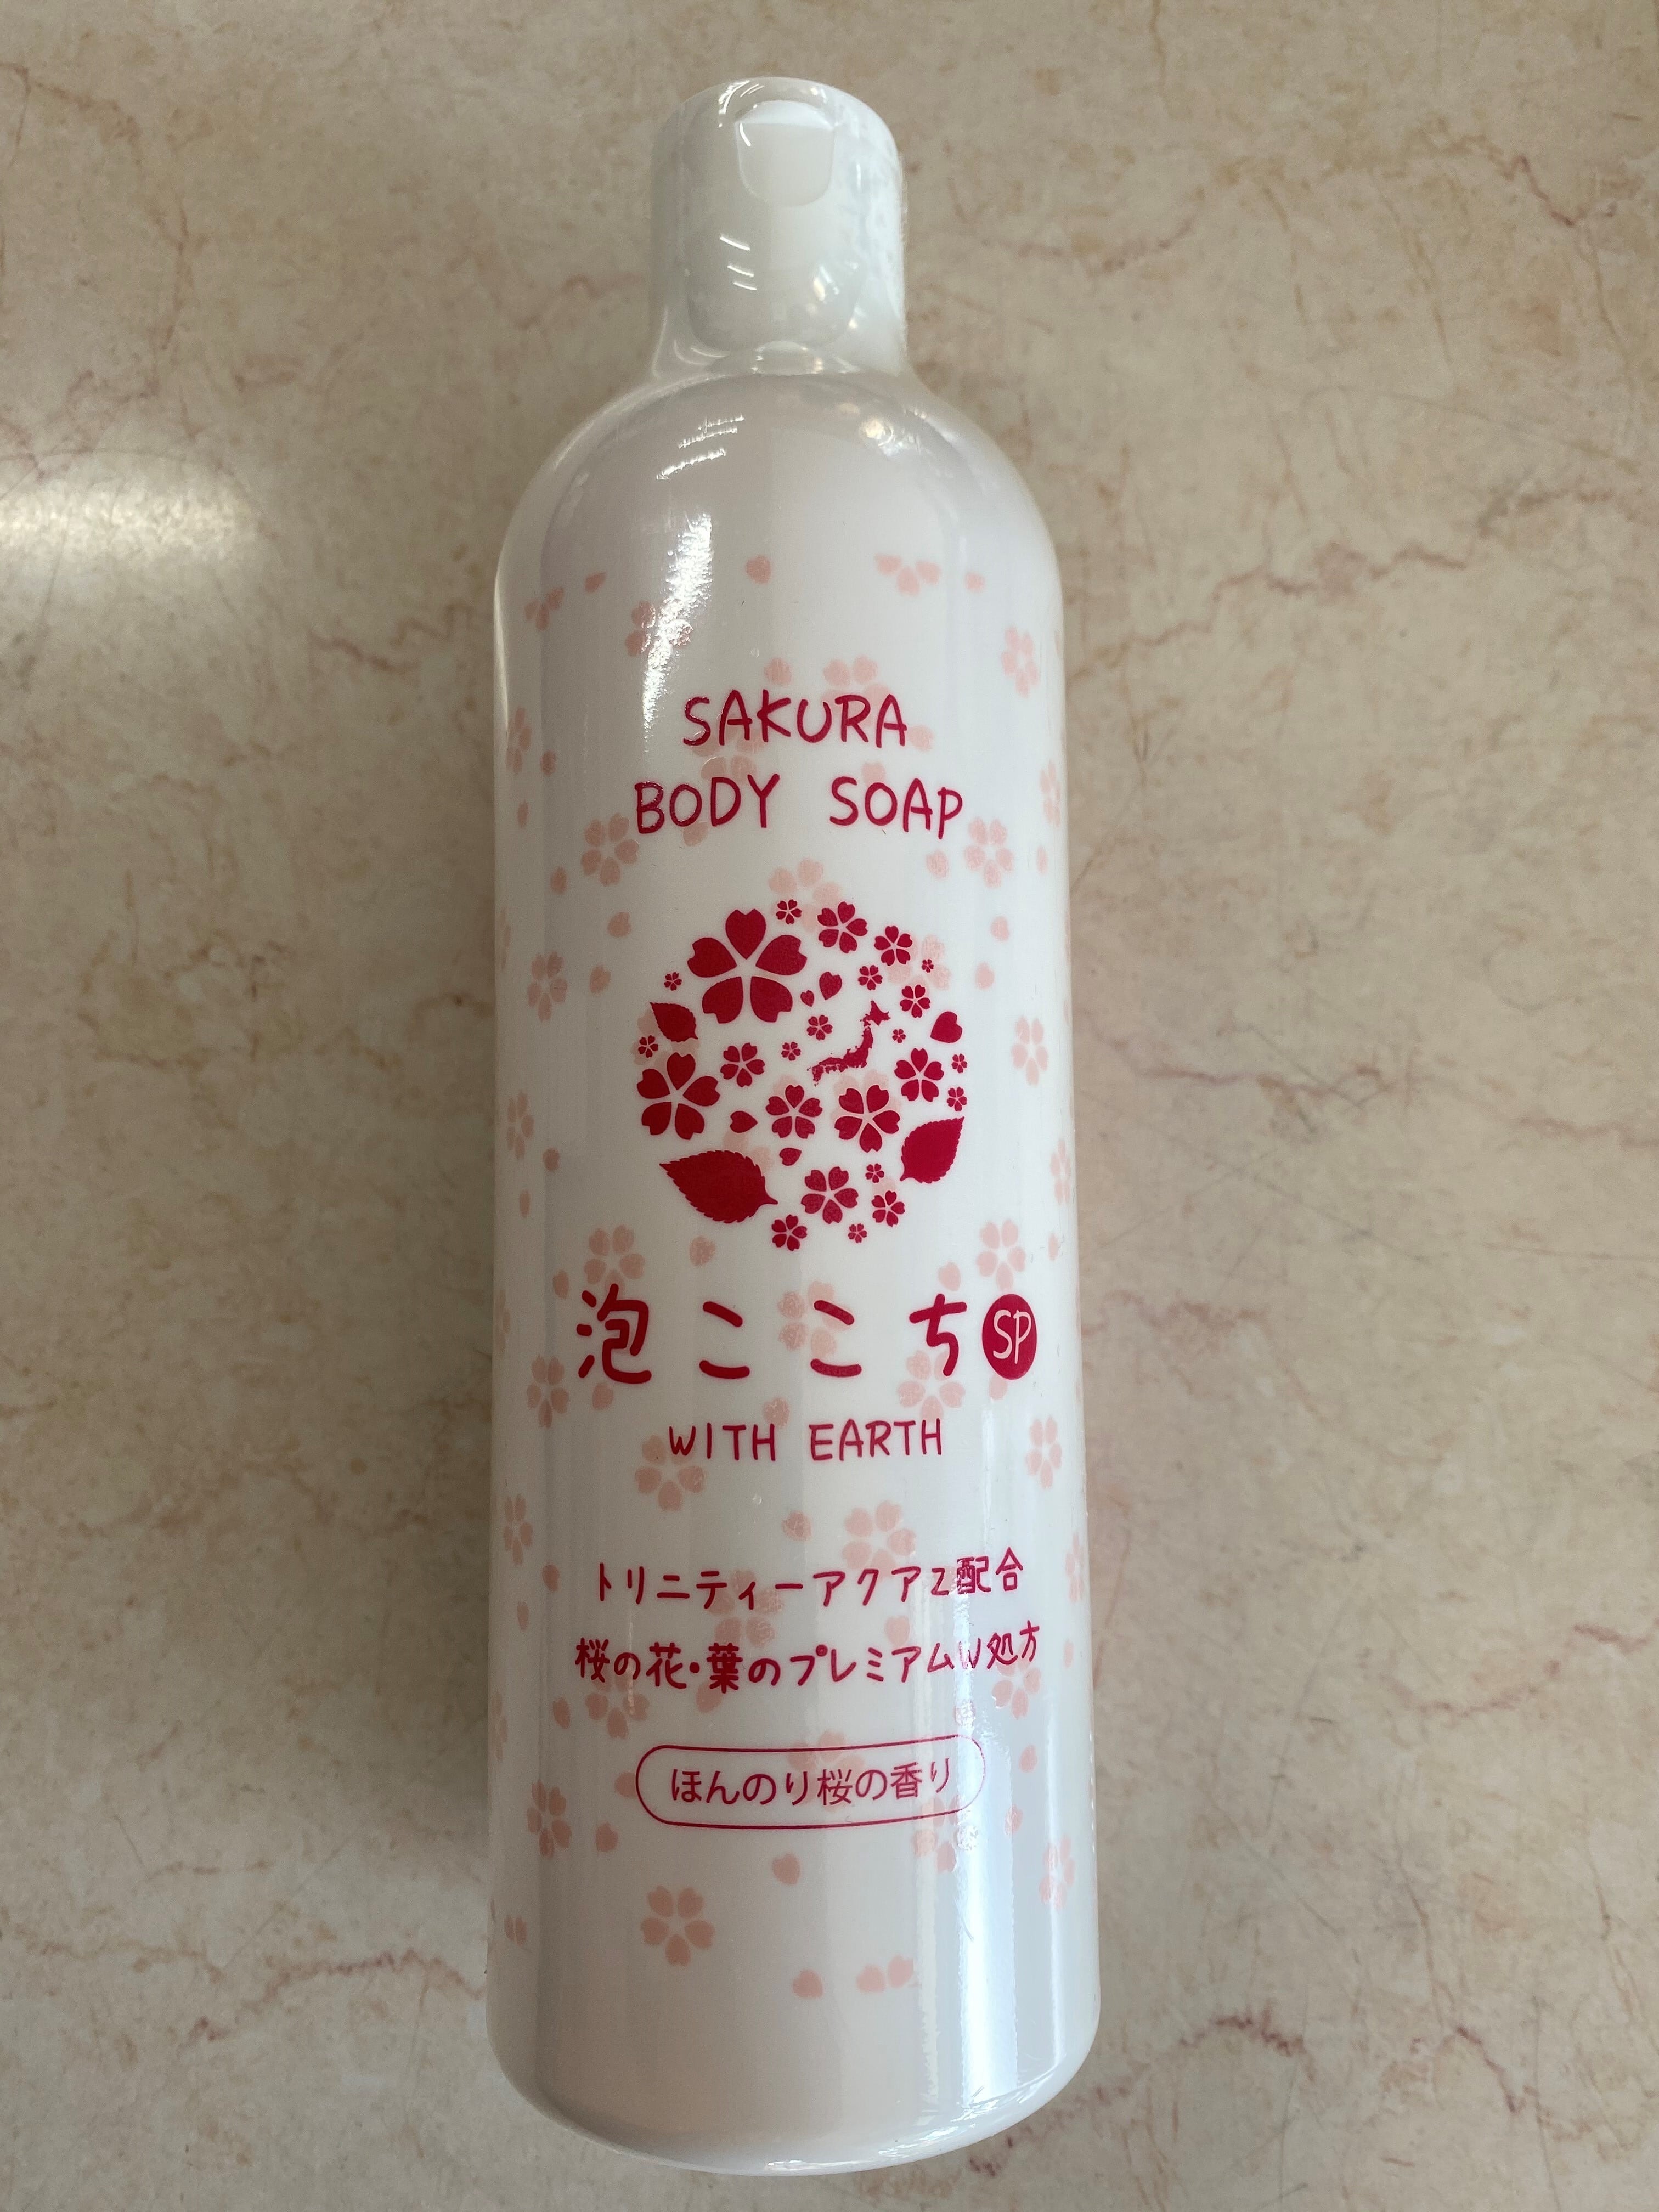 SAKURA
BODY SOAP
泡ここち SP
WITH EARTH
トリニティーアクアZ配合
桜の花・葉のプレミアムW処方
ほんのり桜の香り